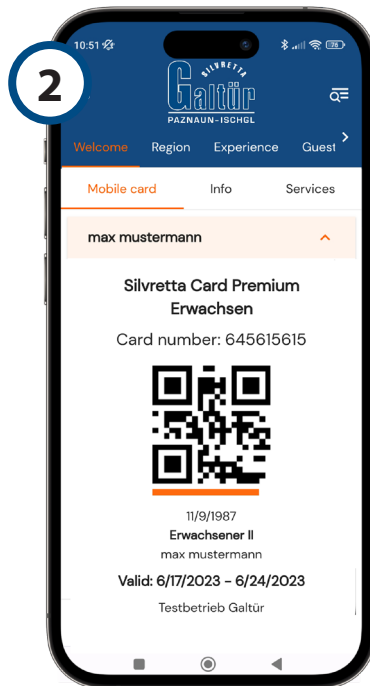 2
10:51
76
SILVRETTA
Galtür
PAZNAUN-ISCHGL
Welcome Region Experience Guest
Mobile card Info Services
max mustermann
Silvretta Card Premium
Erwachsen
Card number: 645615615
11/9/1987
Erwachsener II
max mustermann
Valid: 6/17/2023 - 6/24/2023
Testbetrieb Galtür